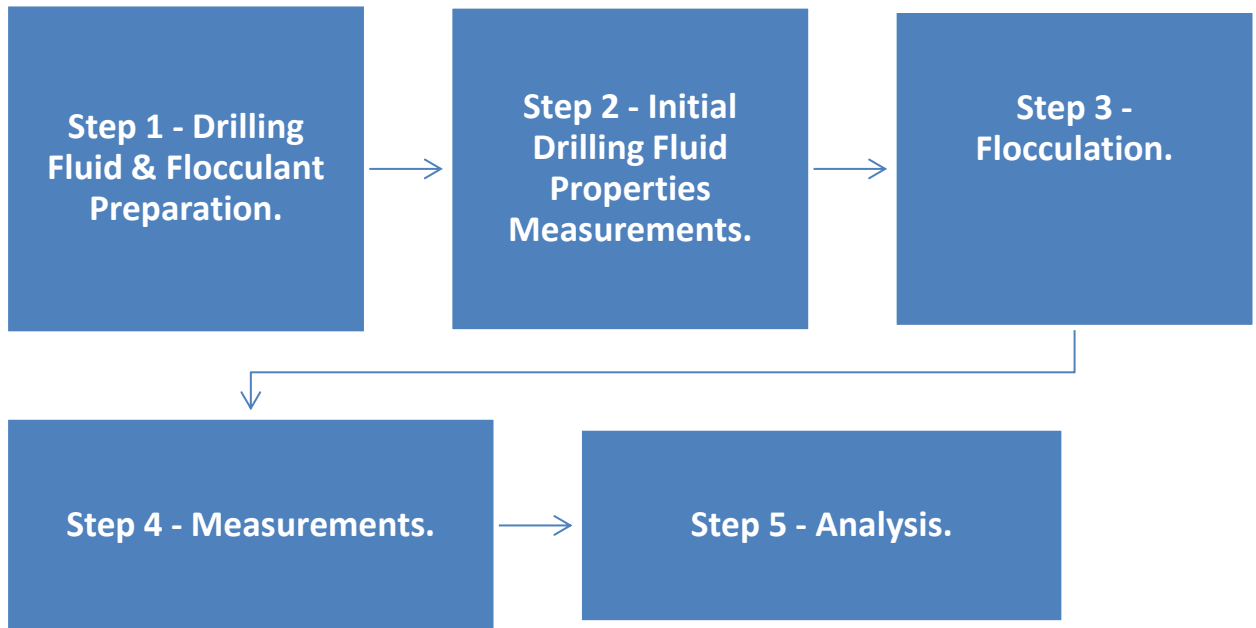 Step 1 - Drilling
Fluid & Flocculant
Preparation.
Step 2 - Initial
Drilling Fluid
Properties
Measurements.
Step 3 -
Flocculation.
Step 4 - Measurements.
Step 5 - Analysis.